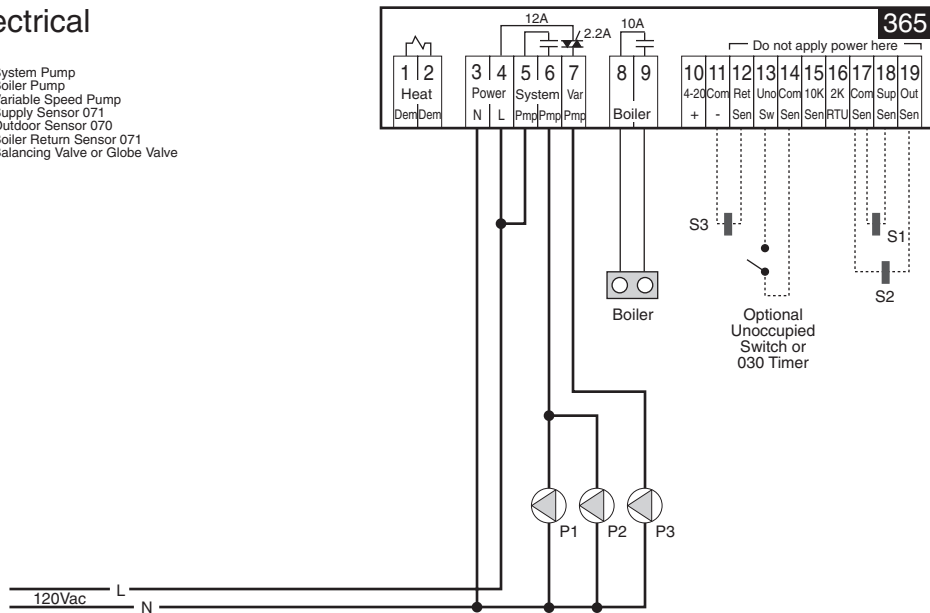 ectrical
System Pump
Boiler Pump
Variable Speed Pump
Supply Sensor 071
Outdoor Sensor 070
Boiler Return Sensor 071
Balancing Valve or Globe Valve
365
12A
2.2A
10A
Do not apply power here
1 2 3 4 5 6 7 8 9 10 11 12 13 14 15 16 17 18 19
Heat Power System Var Boiler 4-20 Com Ret Uno Com 10K 2K Com Sup Out
Dem Dem N L Pmp Pmp Pmp + - Sen Sw Sen Sen RTU Sen Sen Sen
S3
S1
S2
Boiler
Optional
Unoccupied
Switch or
030 Timer
P1 P2 P3
L
120Vac
N